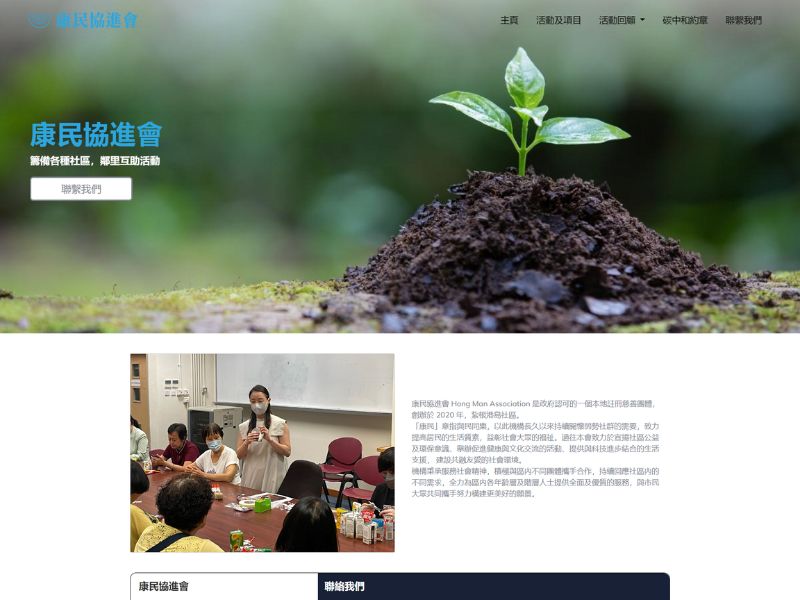 康民協進會
主頁
活動及項目
活動回顧
碳中和約章
聯繫我們
康民協進會
籌備各種社區，鄰里互助活動
聯繫我們
康民協進會 Hong Man Association 是政府認可的一個本地註冊慈善團體，
創辦於 2020 年，紮根港島社區。
「康民」意指與民同樂，以此機構長久以來持續關懷弱勢社群的需要，致力
提高居民的生活質素，益彰社會大眾的福祉。過往本會致力於宣揚社區公益
及環保意識，舉辦促進健康與文化交流的活動，提供與科技進步結合的生活
支援， 建設共融友愛的社會環境。
機構秉承服務社會精神，積極與區內不同團體攜手合作，持續回應社區內的
不同需求，全力為區內各年齡層及階層人士提供全面及優質的服務，與市民
大眾共同攜手努力構建更美好的願景。
康民協進會
聯絡我們